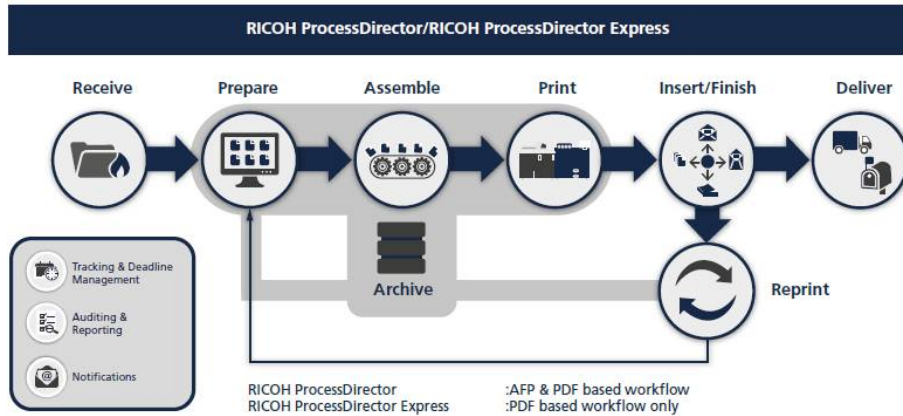 RICOH ProcessDirector/RICOH ProcessDirector Express
Receive
Prepare
Assemble
Print
Insert/Finish
Deliver
Archive
Reprint
Tracking & Deadline
Management
Auditing &
Reporting
Notifications
RICOH ProcessDirector :AFP & PDF based workflow
RICOH ProcessDirector Express :PDF based workflow only